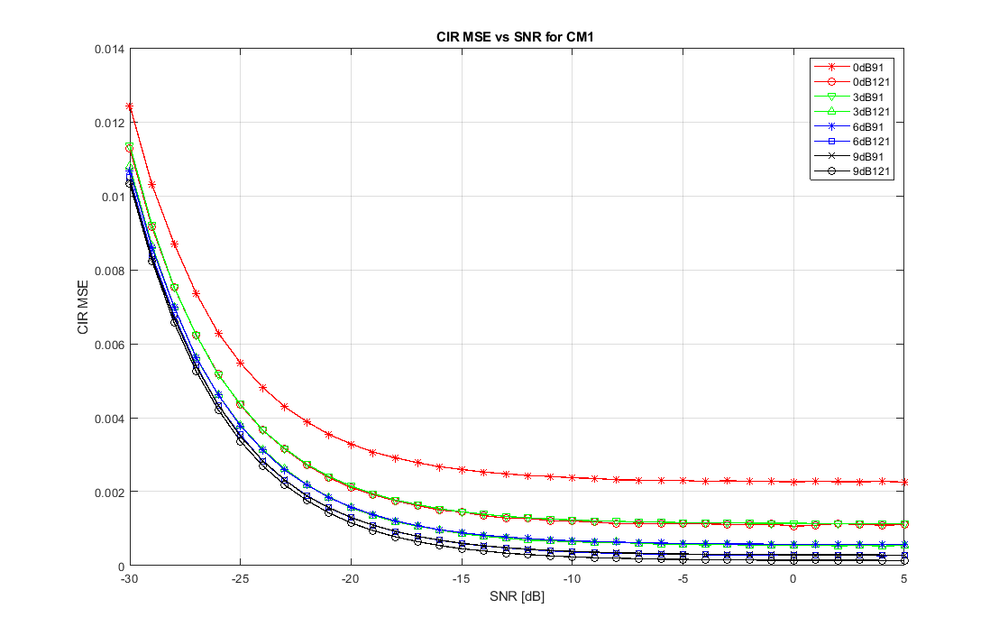 CIR MSE vs SNR for CM1
0.014
0.012
0.01
0.008
0.006
0.004
0.002
0
CIR MSE
-30
-25
-20
-15
-10
-5
0
5
SNR [dB]
0dB91
0dB121
3dB91
3dB121
6dB91
6dB121
9dB91
9dB121